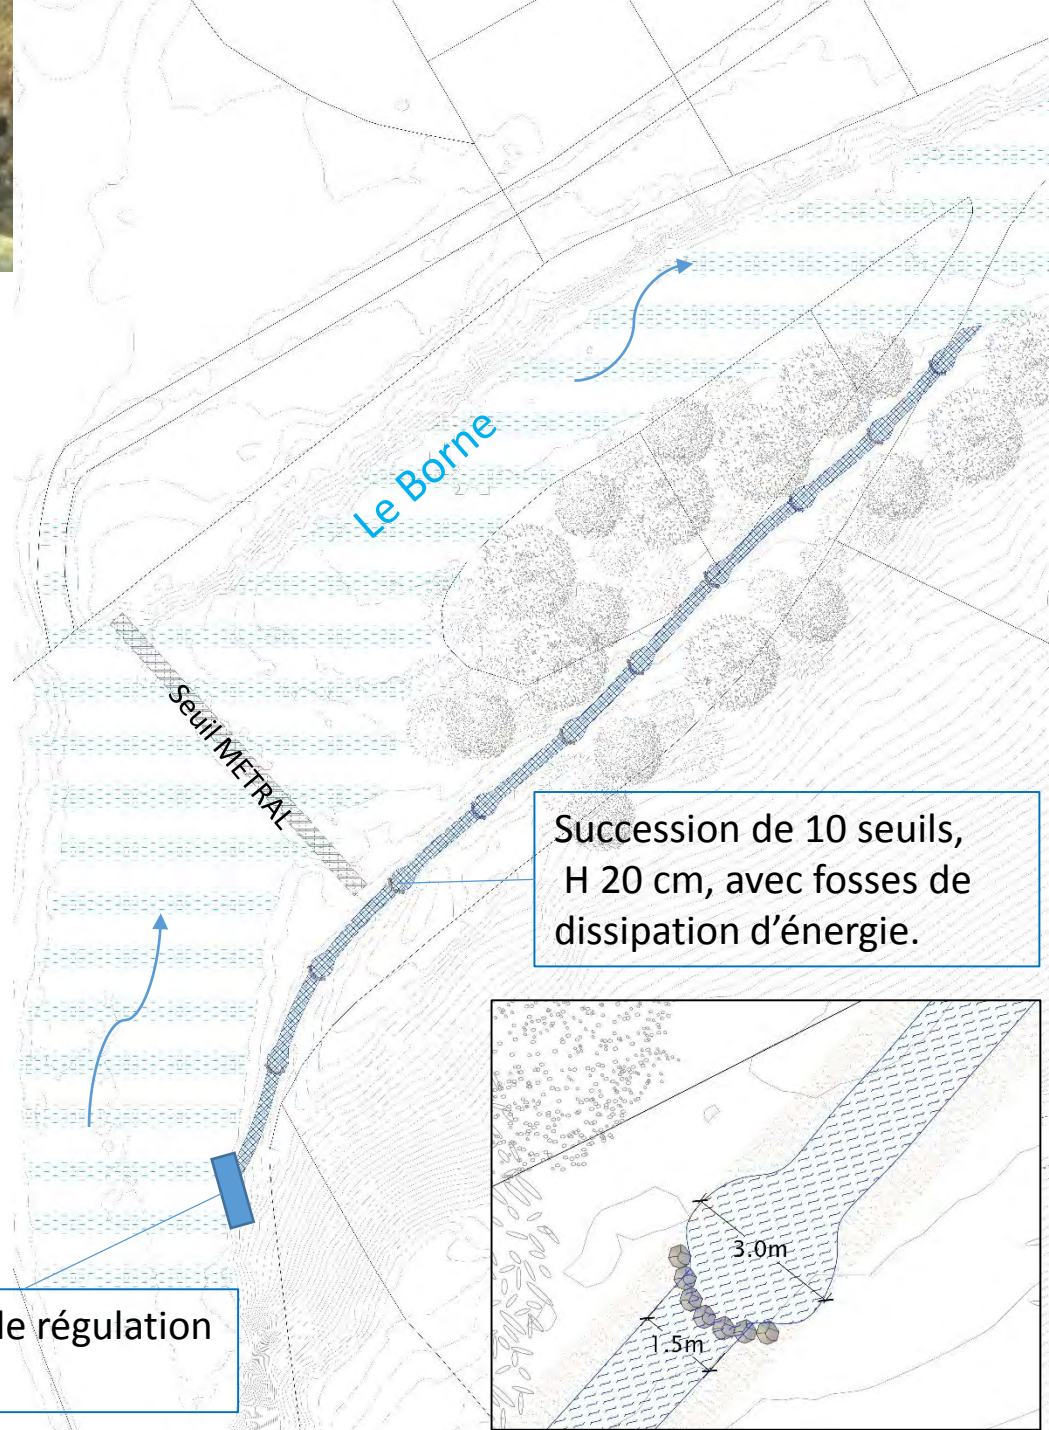 Le Borne
Seuil METRAL
Succession de 10 seuils,
H 20 cm, avec fosses de
dissipation d'énergie.
3.0m
1.5m
de régulation